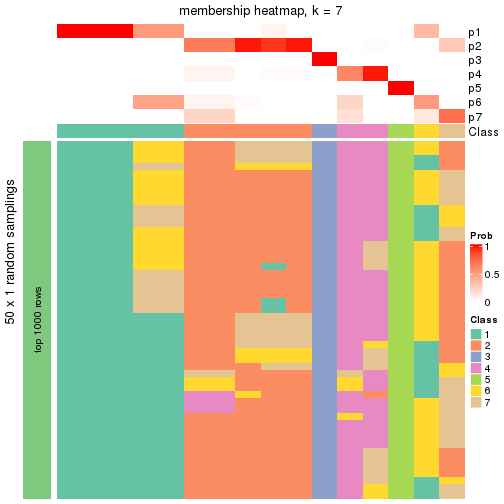 membership heatmap, k = 7
p1
p2
p3
p4
p5
p6
p7
Class
50 x 1 random samplings
top 1000 rows
Prob
1
0.5
0
Class
1
2
3
4
5
6
7